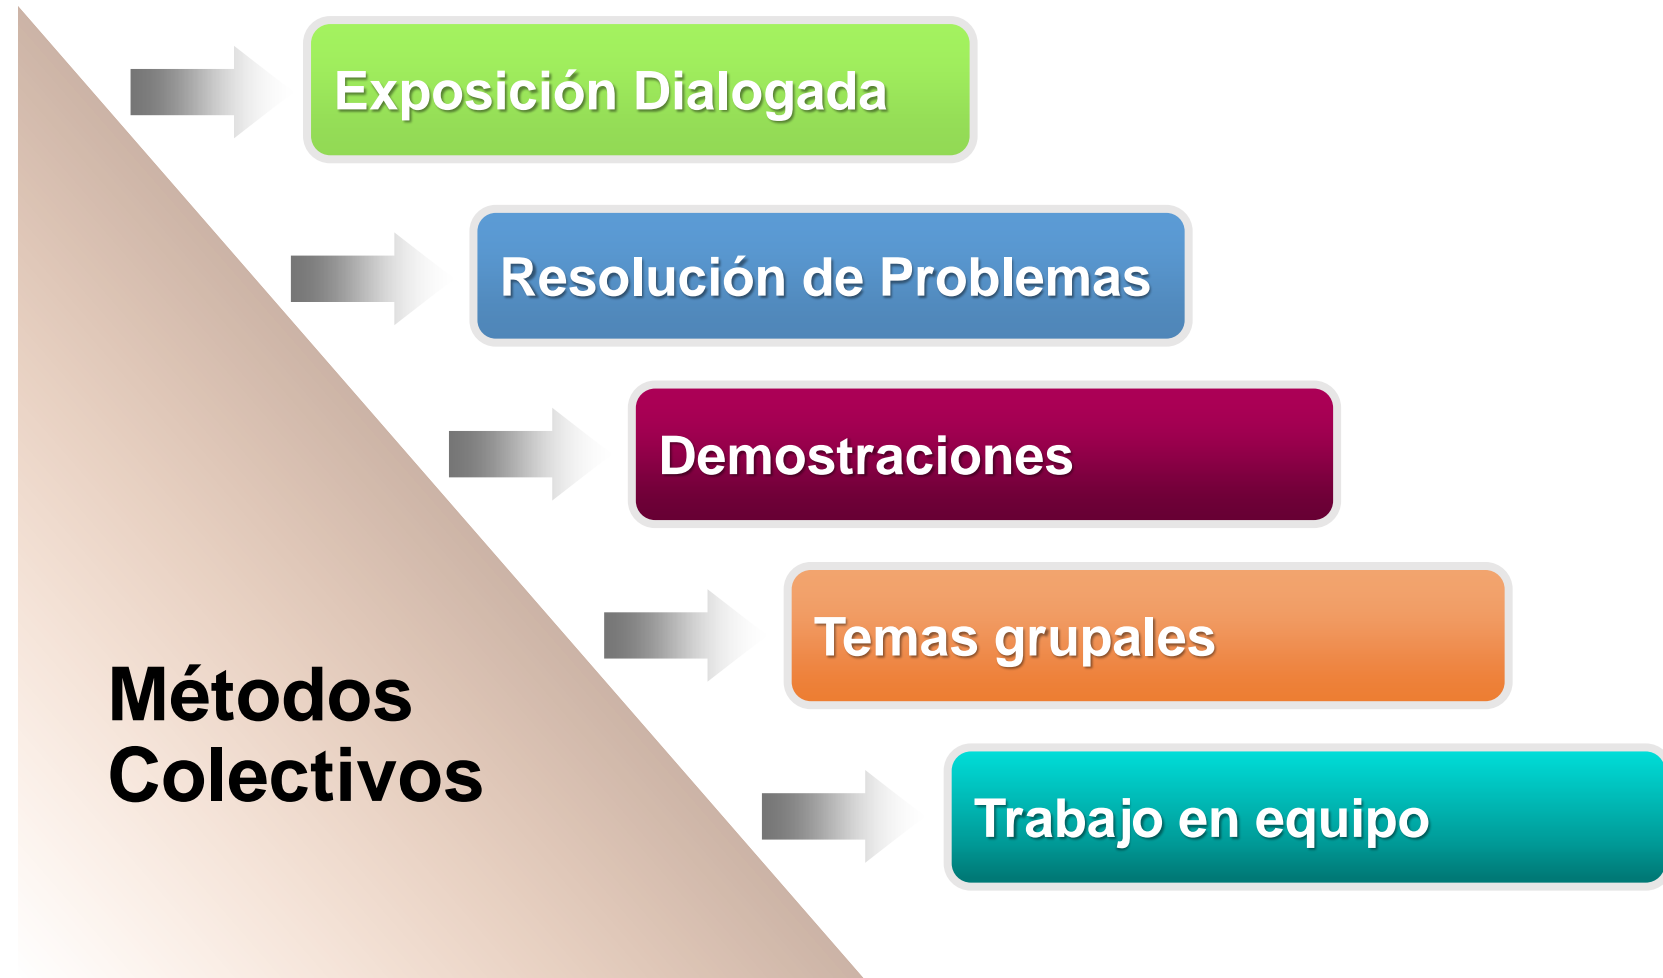 Exposición Dialogada
Resolución de Problemas
Demostraciones
Temas grupales
Métodos
Colectivos
Trabajo en equipo